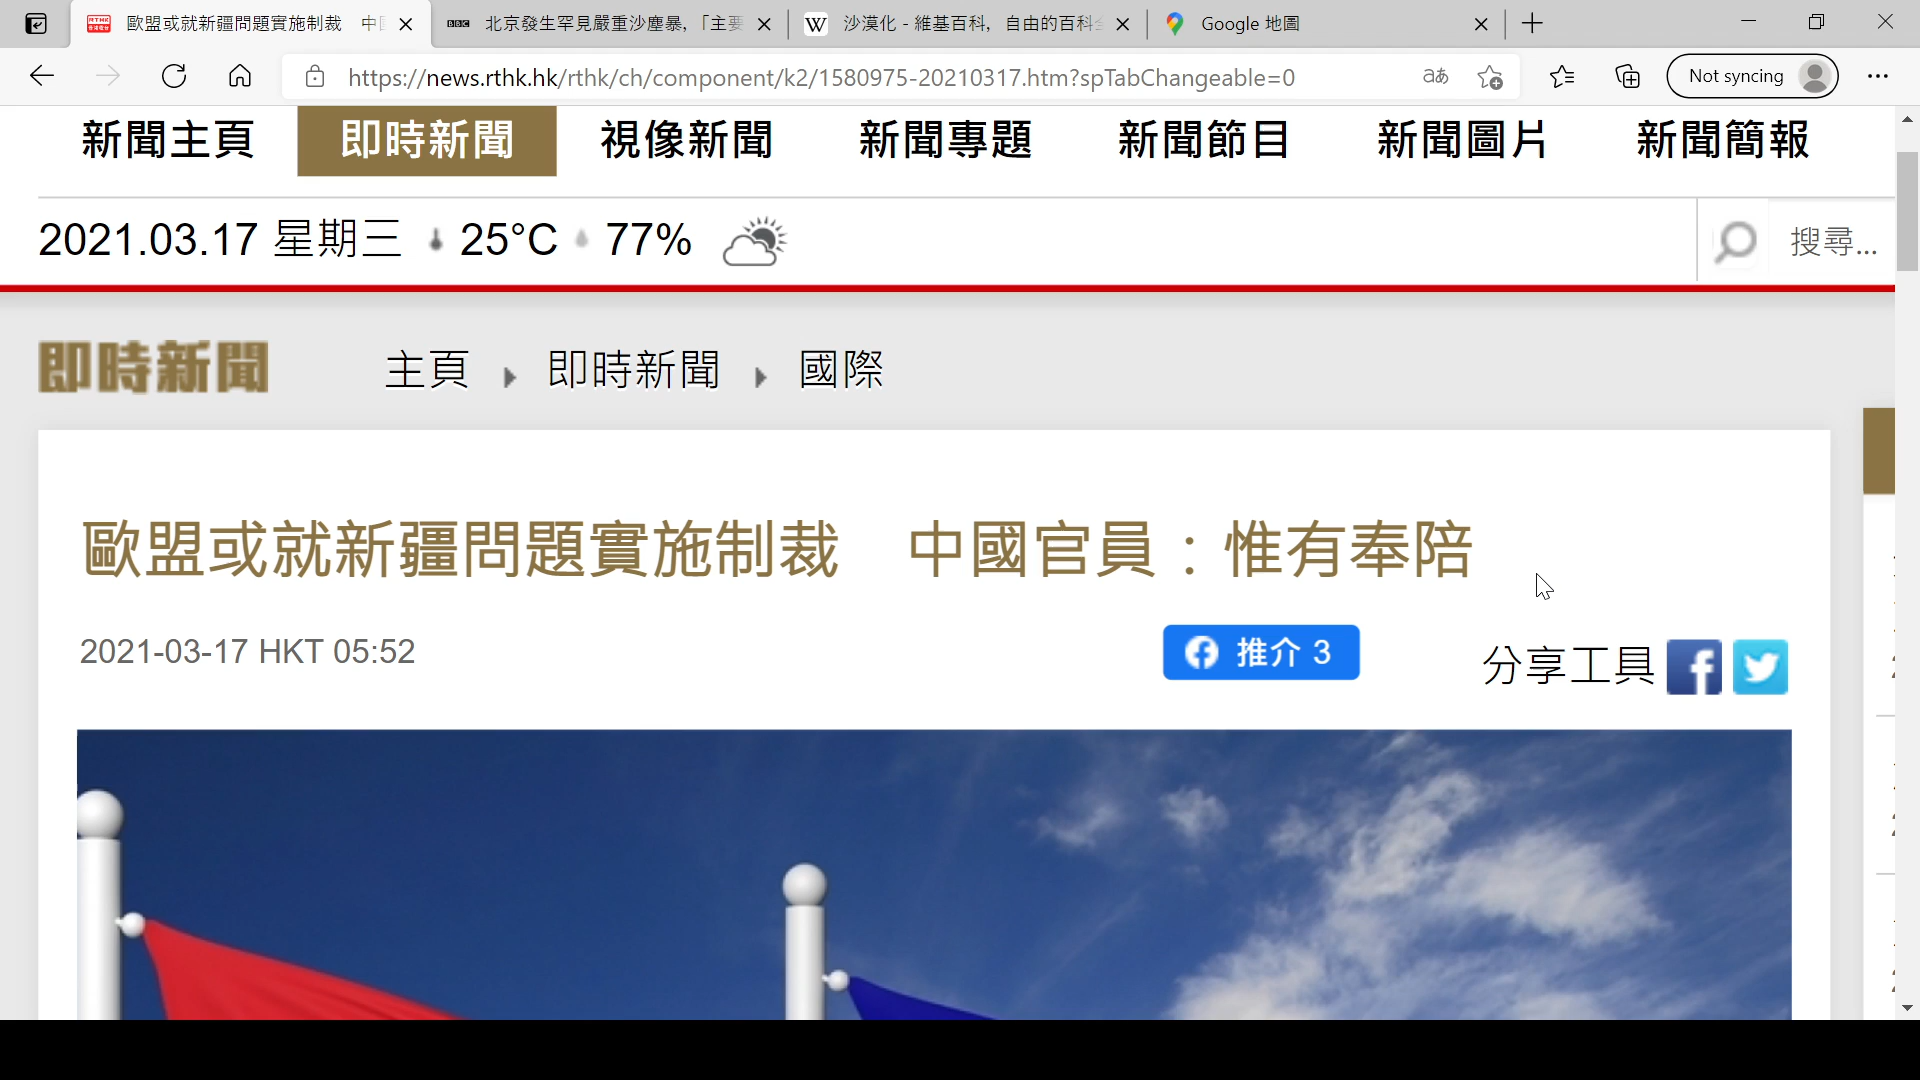 歐盟或就新疆問題實施制裁 中
BBC 北京發生罕見嚴重沙塵暴,「主要
W 沙漠化 - 維基百科,自由的百科
Google 地圖
https://news.rthk.hk/rthk/ch/component/k2/1580975-20210317.htm?spTabChangeable=0
Not syncing
新聞主頁 即時新聞 視像新聞 新聞專題 新聞節目 新聞圖片 新聞簡報
2021.03.17 星期三 25°C 77%
搜尋...
即時新聞
主頁 即時新聞 國際
歐盟或就新疆問題實施制裁 中國官員:惟有奉陪
2021-03-17 HKT 05:52
推介 3
分享工具